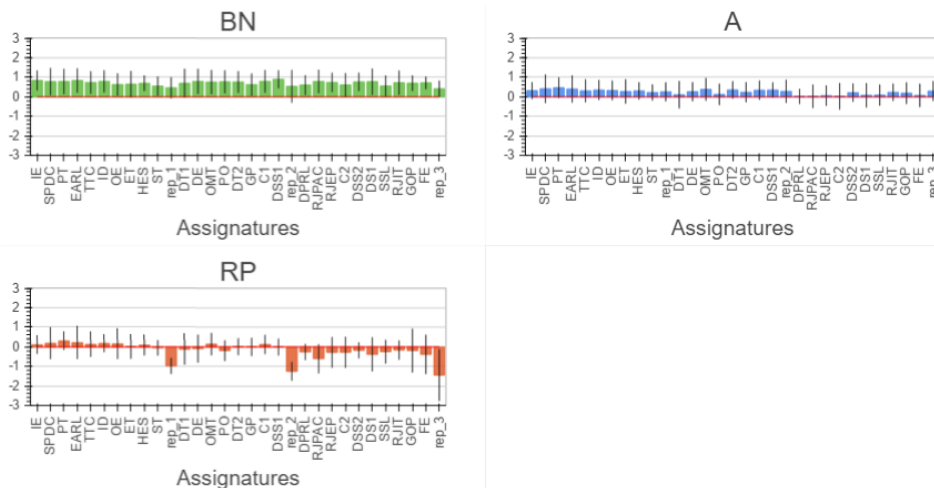 BN
3
2
1
0
-1
-2
-3
IE SPDC PT EARL TTC ID OE ET HES ST rep_1 DT1 DE OMT PO DT2 GP C1 DSS1 rep_2 DPRL RJPAC RJEP C2 DSS2 DS1 SSL RJIT GOP FE rep_3
Assignatures
A
3
2
1
0
-1
-2
-3
IE SPDC PT EARL TTC ID OE ET HES ST rep_1 DT1 DE OMT PO DT2 GP C1 DSS1 rep_2 DPRL RJPAC RJEP C2 DSS2 DS1 SSL RJIT GOP FE rep_3
Assignatures
RP
3
2
1
0
-1
-2
-3
IE SPDC PT EARL TTC ID OE ET HES ST rep_1 DT1 DE OMT PO DT2 GP C1 DSS1 rep_2 DPRL RJPAC RJEP C2 DSS2 DS1 SSL RJIT GOP FE rep_3
Assignatures